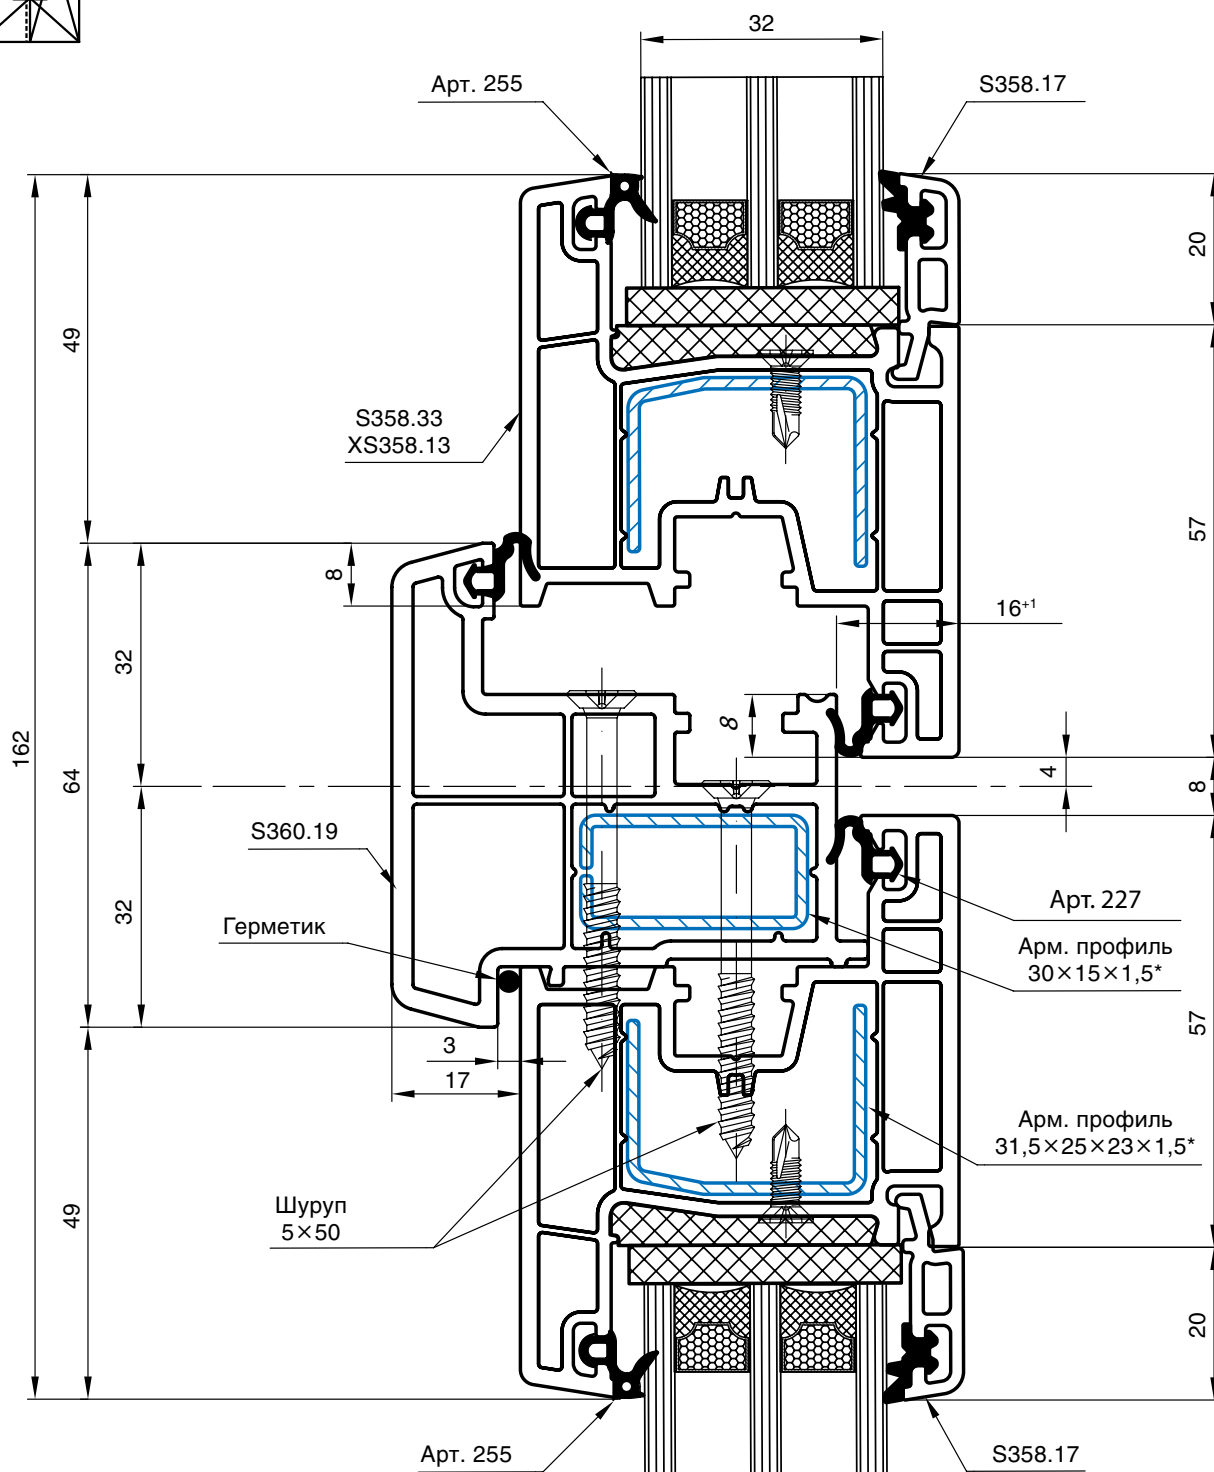 32
Арт. 255
S358.17
20
49
S358.33
XS358.13
57
8
16⁺¹
32
162
64
8
4
8
S360.19
32
Герметик
Арт. 227
Арм. профиль
30×15×1,5*
3
17
57
Арм. профиль
31,5×25×23×1,5*
49
Шуруп
5×50
20
Арт. 255
S358.17